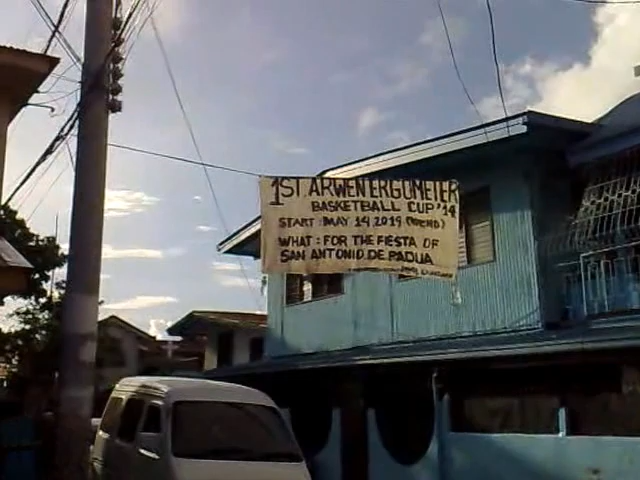 1ST ARWEN ERGOMETER
BASKETBALL CUP '14
START : MAY 14 2019
WHAT : FOR THE FIESTA OF
SAN ANTONIO DE PADUA